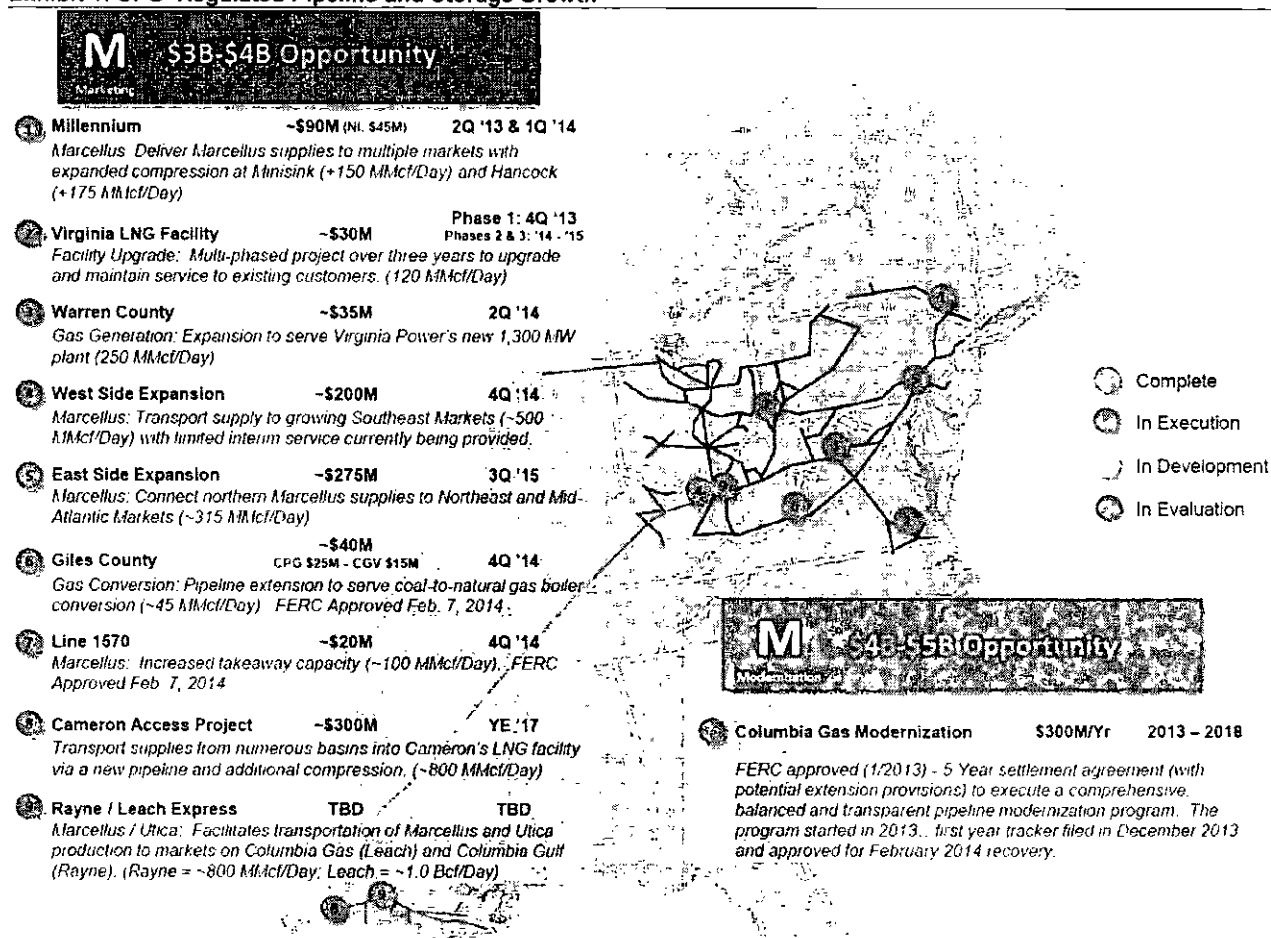 M $3B-$4B Opportunity
Marketing
1 Millennium ~$90M (NI. $45M) 2Q '13 & 1Q '14
Marcellus Deliver Marcellus supplies to multiple markets with
expanded compression at Minisink (+150 MMcf/Day) and Hancock
(+175 MMcf/Day)
Phase 1: 4Q '13
2 Virginia LNG Facility ~$30M Phases 2 & 3: '14 - '15
Facility Upgrade: Multi-phased project over three years to upgrade
and maintain service to existing customers. (120 MMcf/Day)
3 Warren County ~$35M 2Q '14
Gas Generation: Expansion to serve Virginia Power's new 1,300 MW
plant (250 MMcf/Day)
4 West Side Expansion ~$200M 4Q '14
Marcellus: Transport supply to growing Southeast Markets (~500
MMcf/Day) with limited interim service currently being provided.
5 East Side Expansion ~$275M 3Q '15
Marcellus: Connect northern Marcellus supplies to Northeast and Mid-
Atlantic Markets (~315 MMcf/Day)
~$40M
6 Giles County CPG $25M - CGV $15M 4Q '14
Gas Conversion: Pipeline extension to serve coal-to-natural gas boiler
conversion (~45 MMcf/Day) FERC Approved Feb. 7, 2014
7 Line 1570 ~$20M 4Q '14
Marcellus: Increased takeaway capacity (~100 MMcf/Day). FERC
Approved Feb 7, 2014
8 Cameron Access Project ~$300M YE '17
Transport supplies from numerous basins into Cameron's LNG facility
via a new pipeline and additional compression. (~800 MMcf/Day)
9 Rayne / Leach Express TBD TBD
Marcellus / Utica: Facilitates transportation of Marcellus and Utica
production to markets on Columbia Gas (Leach) and Columbia Gulf
(Rayne). (Rayne = ~800 MMcf/Day; Leach = ~1.0 Bcf/Day)
Complete
In Execution
In Development
In Evaluation
M $4B-$5B Opportunity
Modernization
Columbia Gas Modernization $300M/Yr 2013 – 2018
FERC approved (1/2013) - 5 Year settlement agreement (with
potential extension provisions) to execute a comprehensive,
balanced and transparent pipeline modernization program. The
program started in 2013.. first year tracker filed in December 2013
and approved for February 2014 recovery.